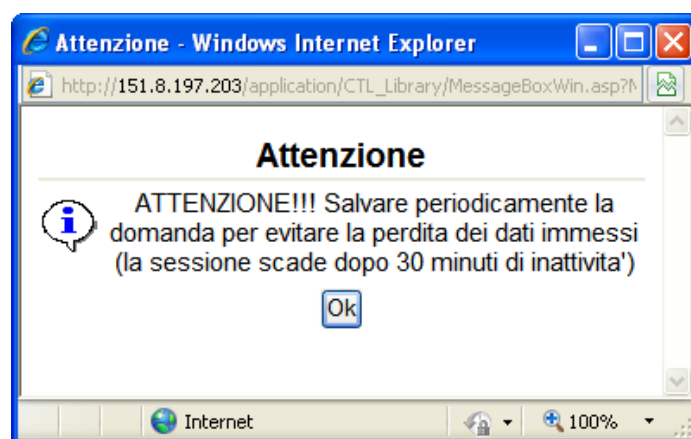 Attenzione - Windows Internet Explorer
http://151.8.197.203/application/CTL_Library/MessageBoxWin.asp?
Attenzione
ATTENZIONE!!! Salvare periodicamente la
domanda per evitare la perdita dei dati immessi
(la sessione scade dopo 30 minuti di inattivita')
Ok
Internet
100%